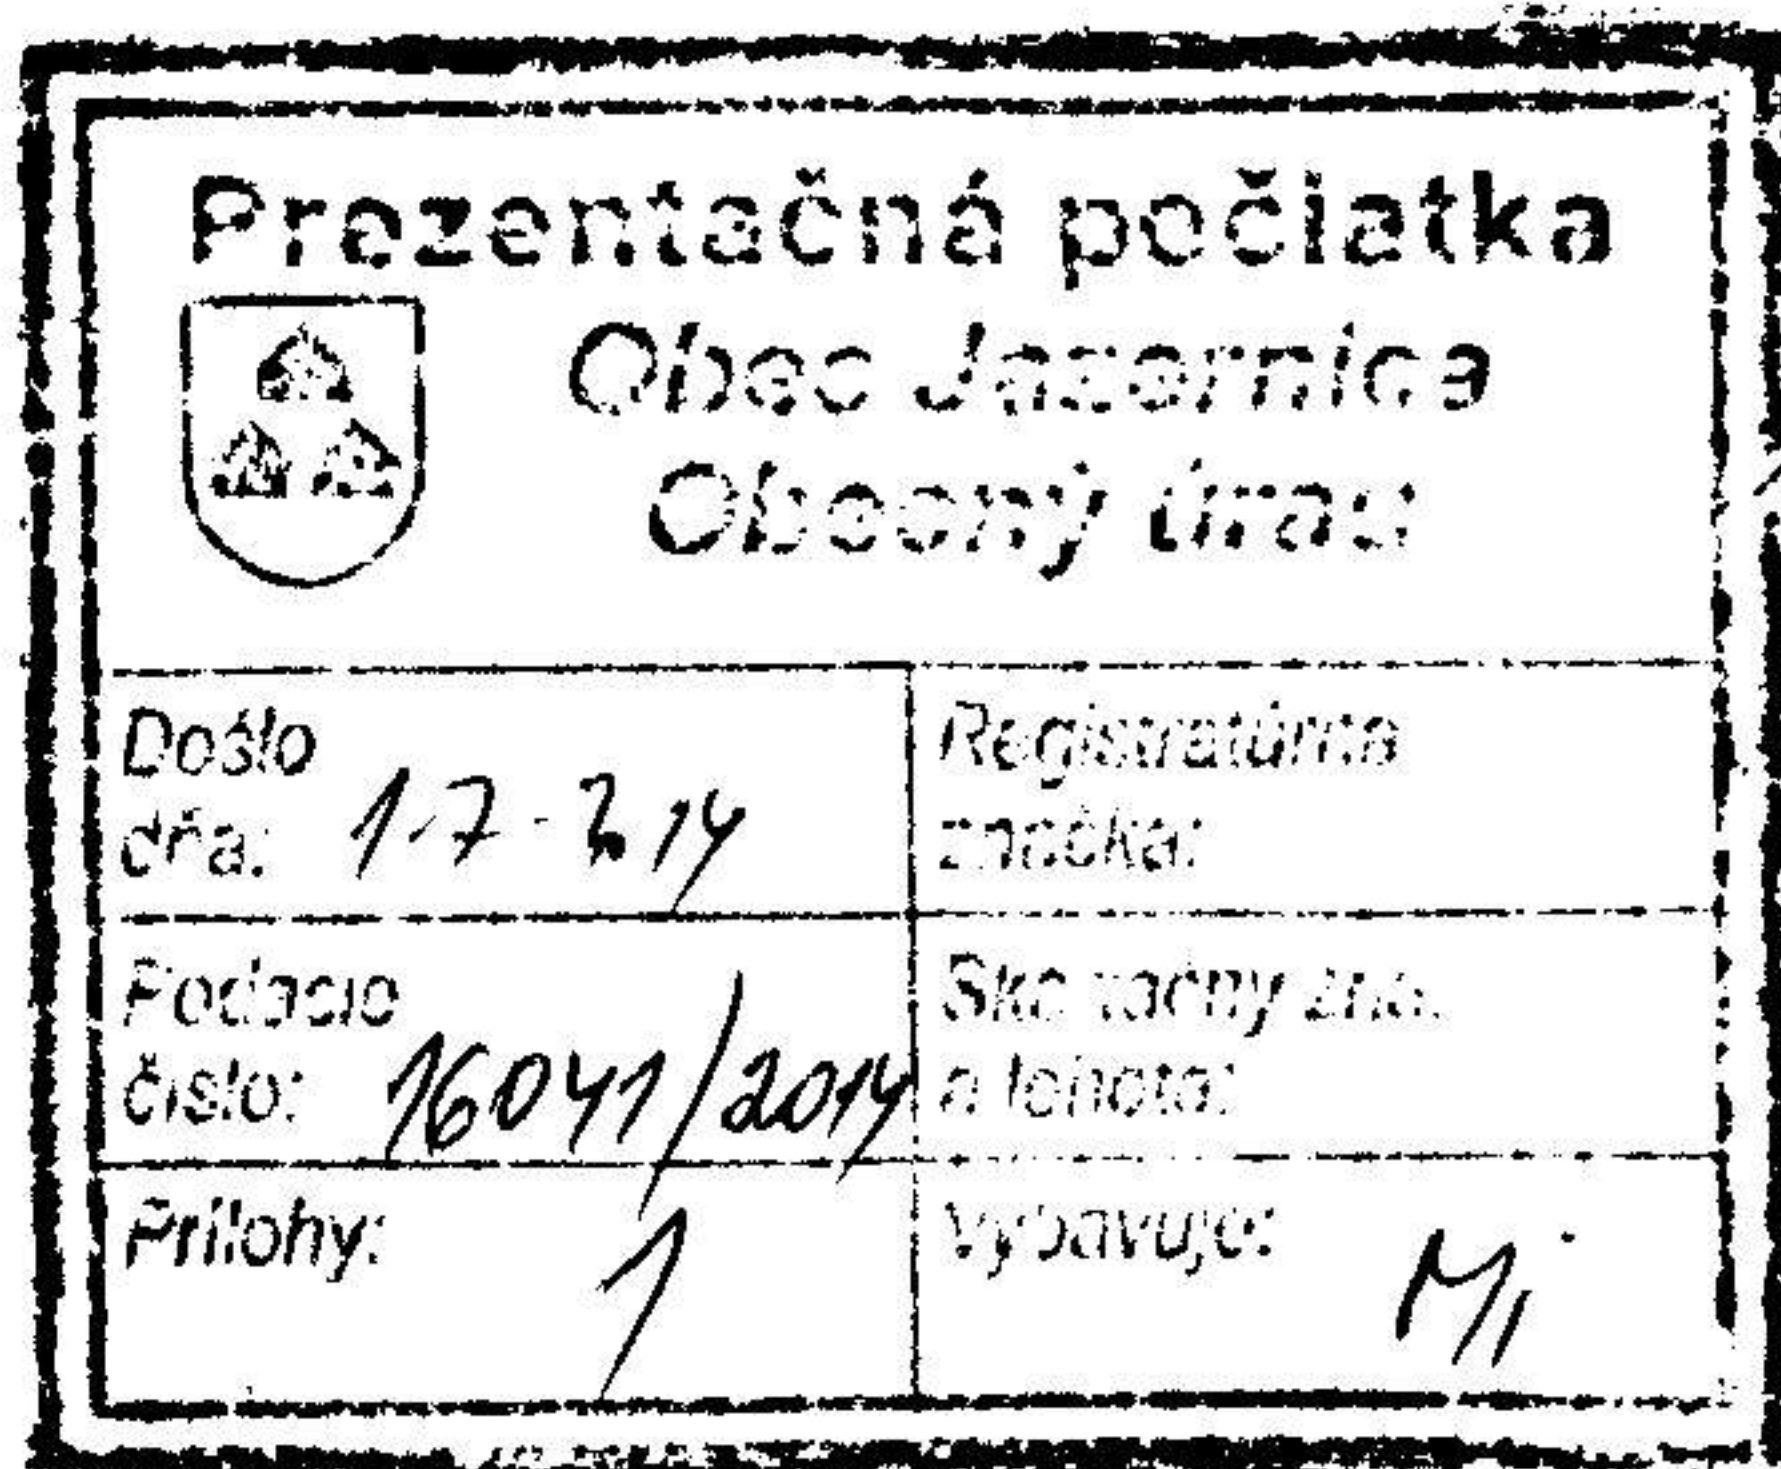 Prezentačná pečiatka
Obec Jazernica
Obecný úrad
Došlo
dňa: 1.7.2014
Registratúrna
značka:
Podacie
číslo: 16041/2014
a lehota:
Prílohy: 1
Vybavuje: Mi